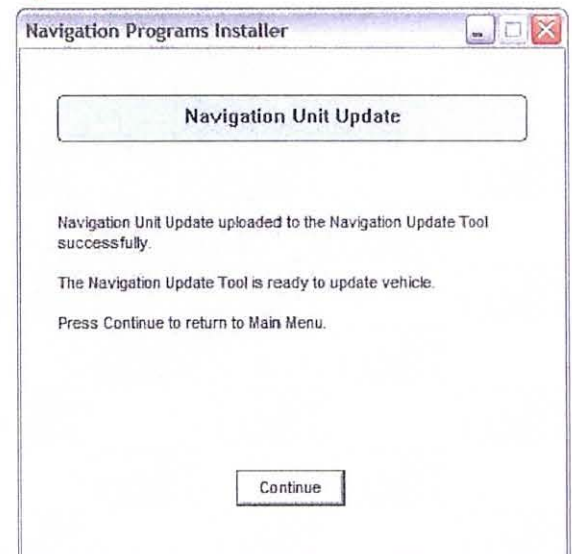 Navigation Programs Installer
Navigation Unit Update
Navigation Unit Update uploaded to the Navigation Update Tool
successfully.
The Navigation Update Tool is ready to update vehicle.
Press Continue to return to Main Menu.
Continue